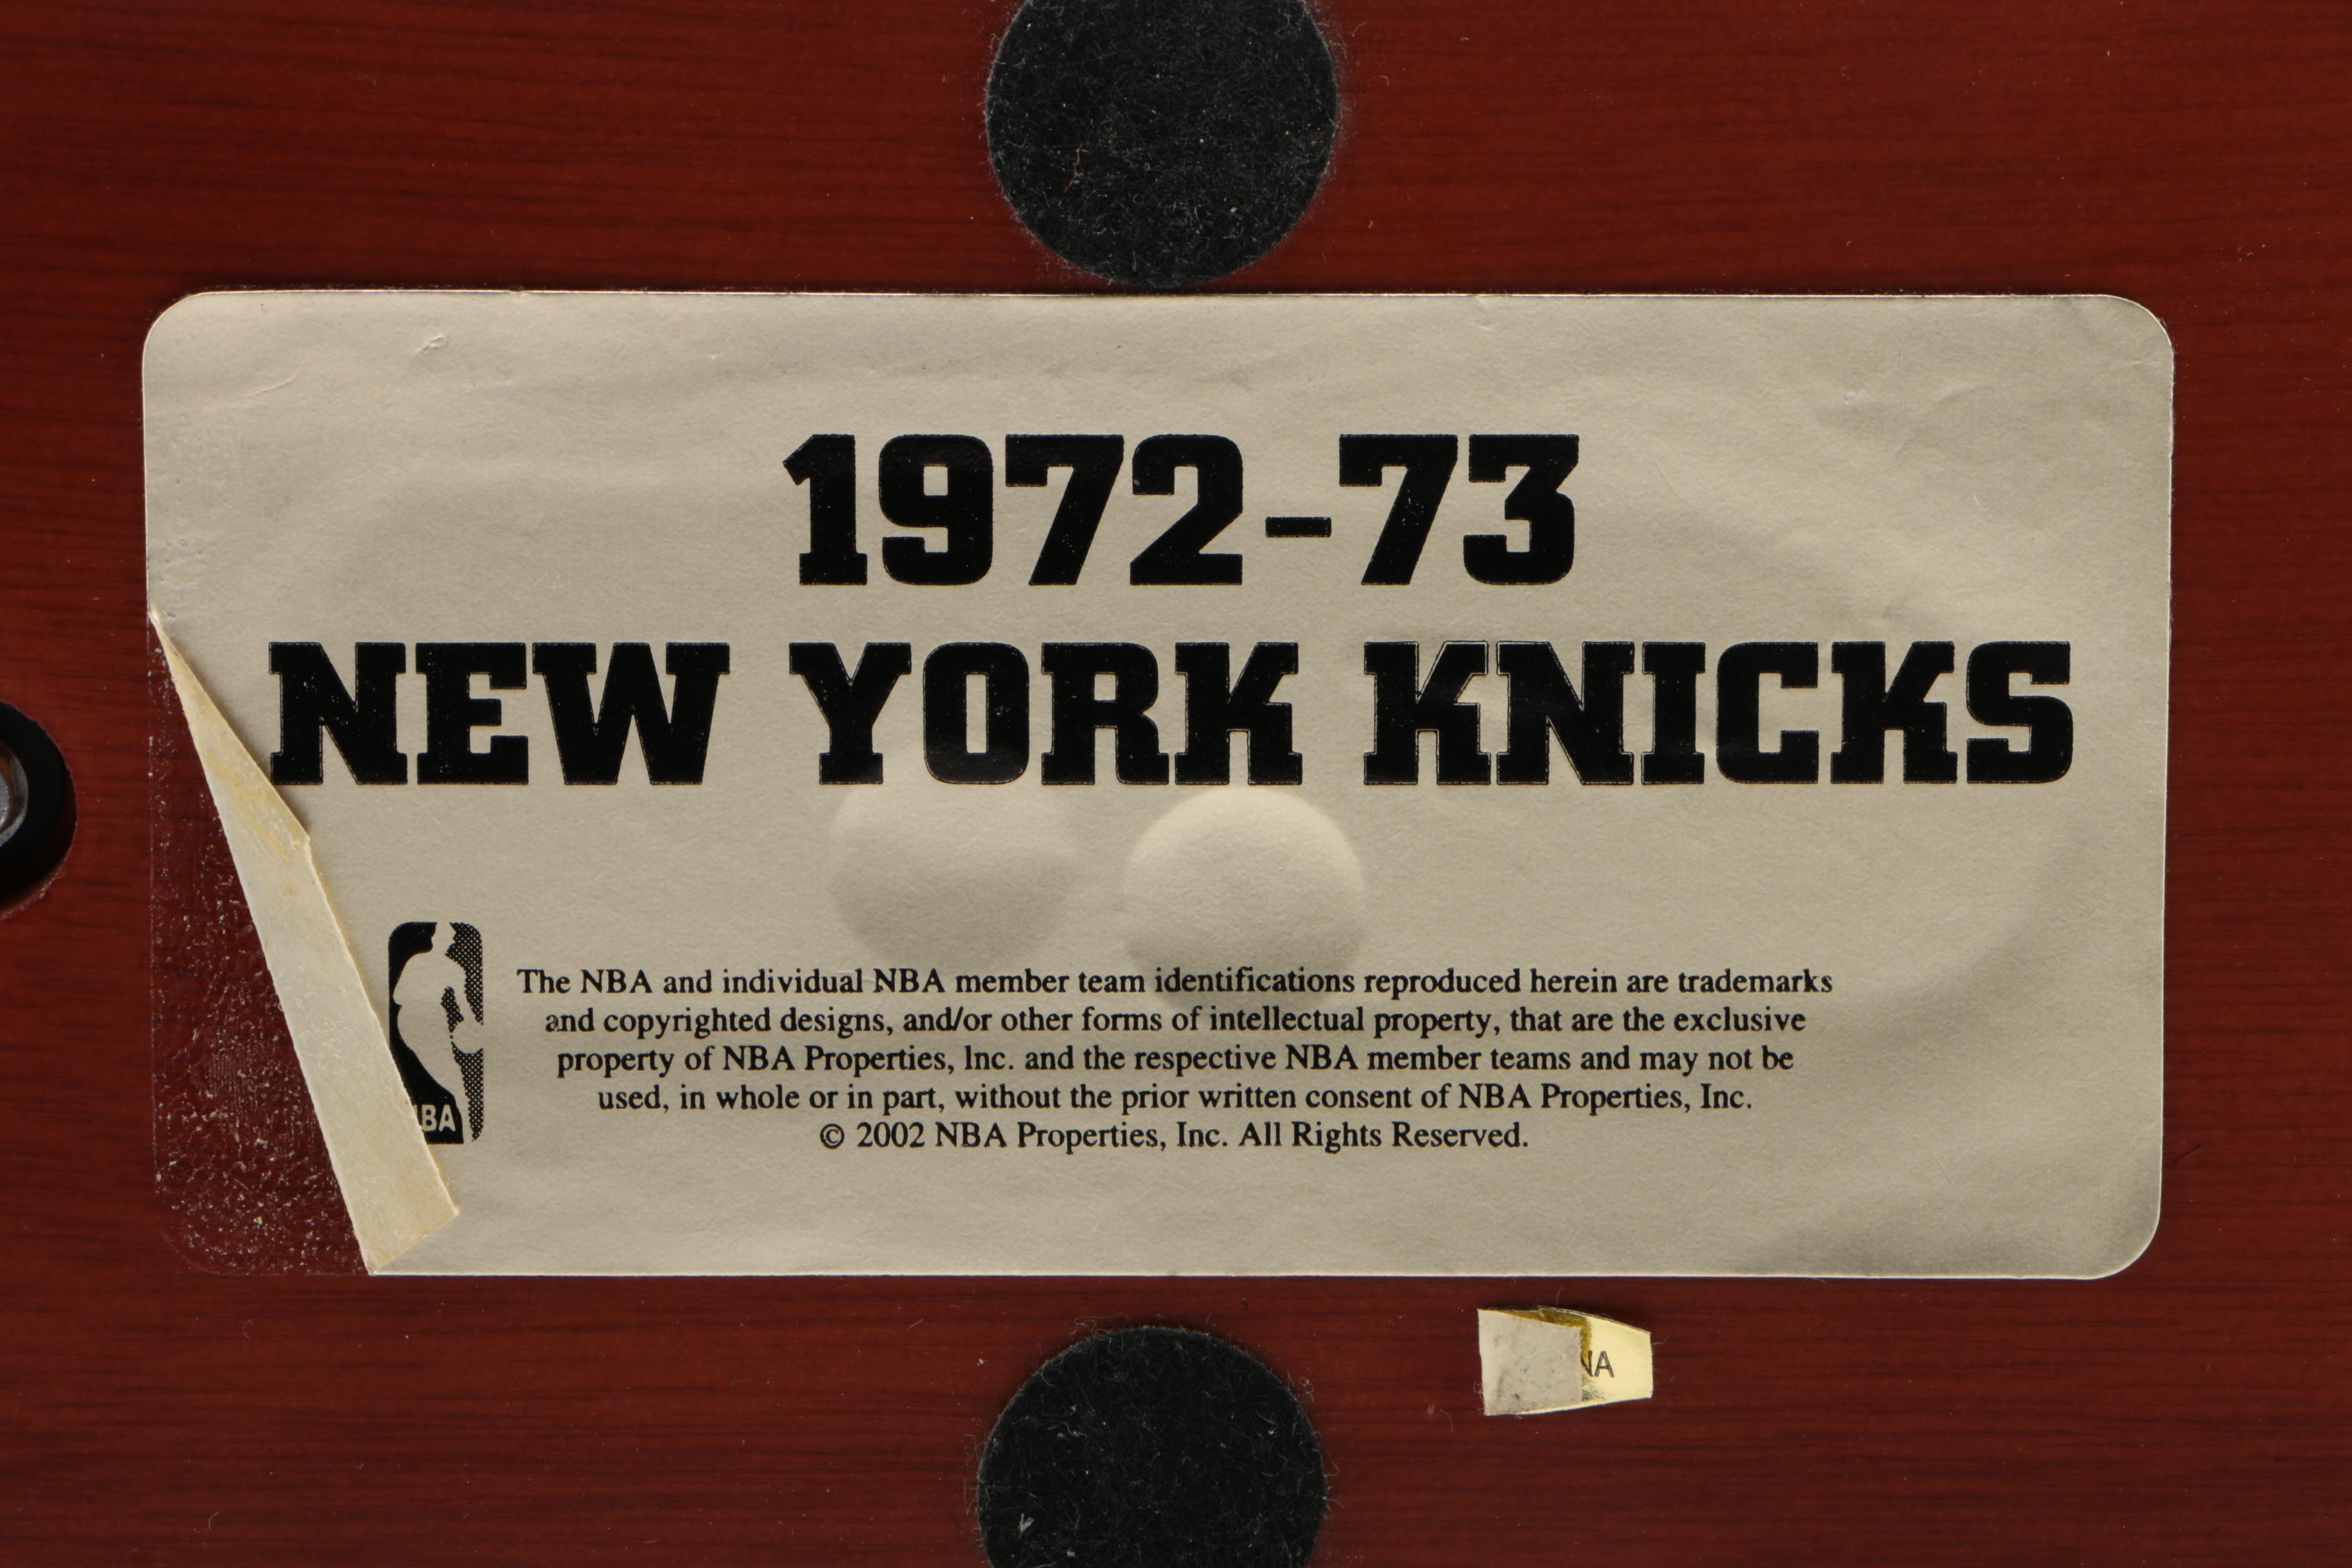 1972-73
NEW YORK KNICKS
The NBA and individual NBA member team identifications reproduced herein are trademarks
and copyrighted designs, and/or other forms of intellectual property, that are the exclusive
property of NBA Properties, Inc. and the respective NBA member teams and may not be
used, in whole or in part, without the prior written consent of NBA Properties, Inc.
© 2002 NBA Properties, Inc. All Rights Reserved.